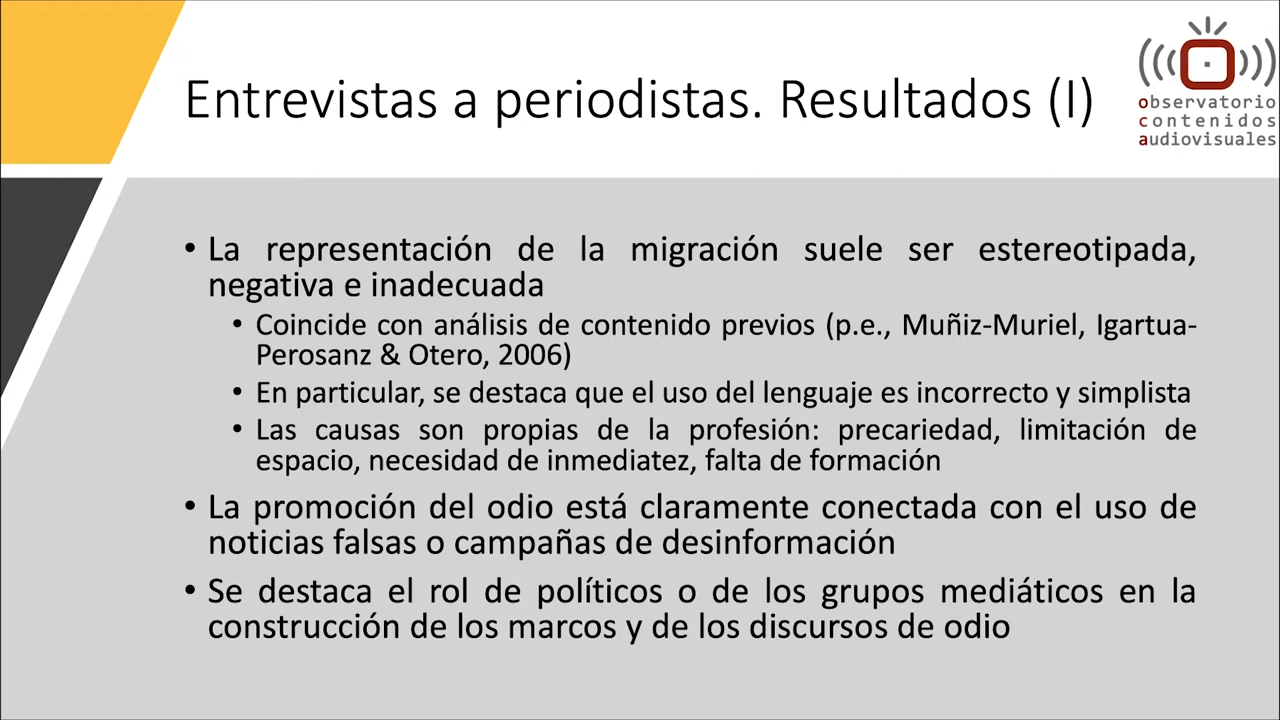 Entrevistas a periodistas. Resultados (I)
observatorio
contenidos
audiovisuales
• La representación de la migración suele ser estereotipada,
negativa e inadecuada
• Coincide con análisis de contenido previos (p.e., Muñiz-Muriel, Igartua-
Perosanz & Otero, 2006)
• En particular, se destaca que el uso del lenguaje es incorrecto y simplista
• Las causas son propias de la profesión: precariedad, limitación de
espacio, necesidad de inmediatez, falta de formación
• La promoción del odio está claramente conectada con el uso de
noticias falsas o campañas de desinformación
• Se destaca el rol de políticos o de los grupos mediáticos en la
construcción de los marcos y de los discursos de odio